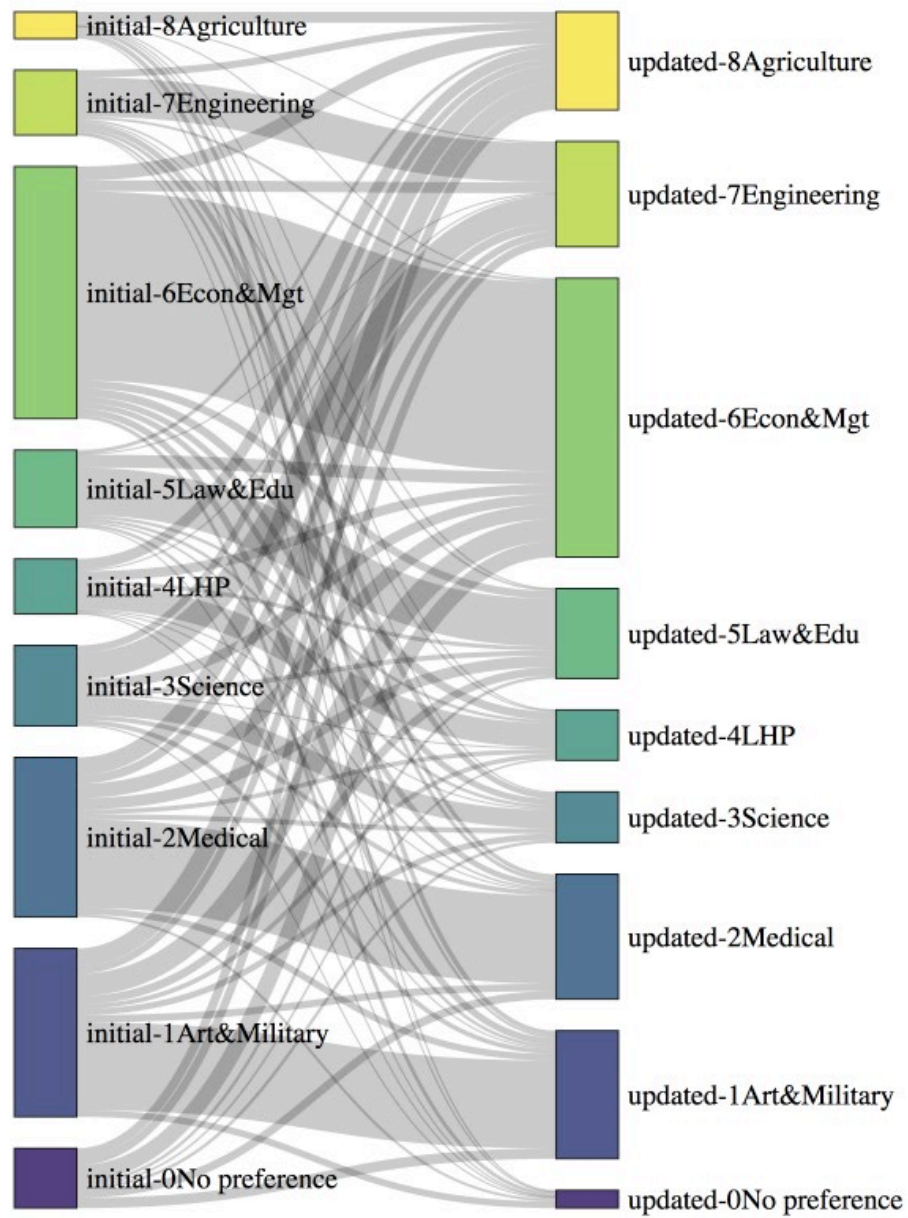 initial-8Agriculture
initial-7Engineering
initial-6Econ&Mgt
initial-5Law&Edu
initial-4LHP
initial-3Science
initial-2Medical
initial-1Art&Military
initial-0No preference
updated-8Agriculture
updated-7Engineering
updated-6Econ&Mgt
updated-5Law&Edu
updated-4LHP
updated-3Science
updated-2Medical
updated-1Art&Military
updated-0No preference